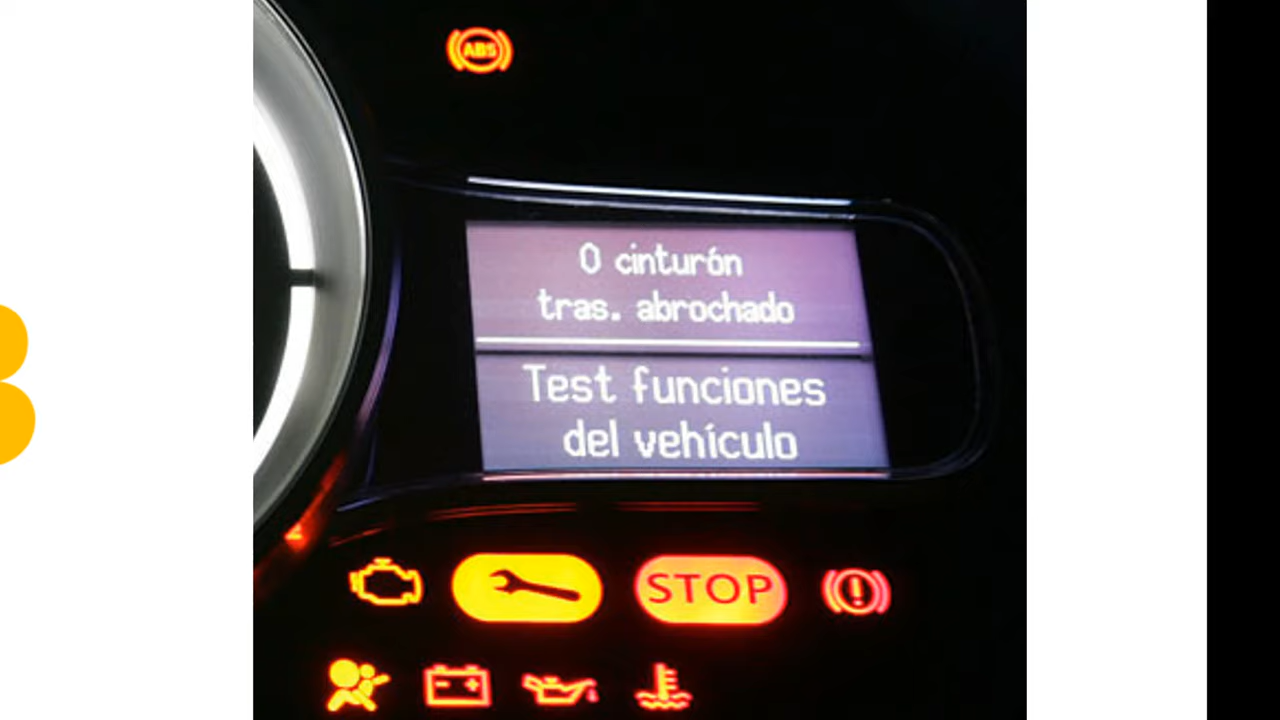 ABS
0 cinturón
tras. abrochado
Test funciones
del vehículo
STOP